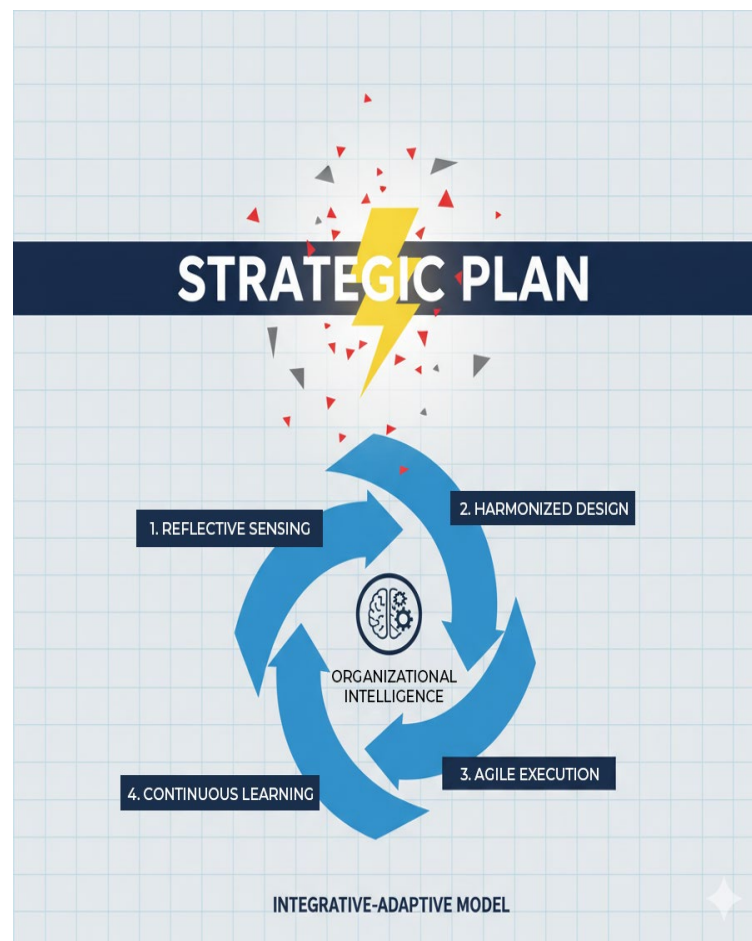 STRATEGIC PLAN
1. REFLECTIVE SENSING
2. HARMONIZED DESIGN
ORGANIZATIONAL
INTELLIGENCE
3. AGILE EXECUTION
4. CONTINUOUS LEARNING
INTEGRATIVE-ADAPTIVE MODEL